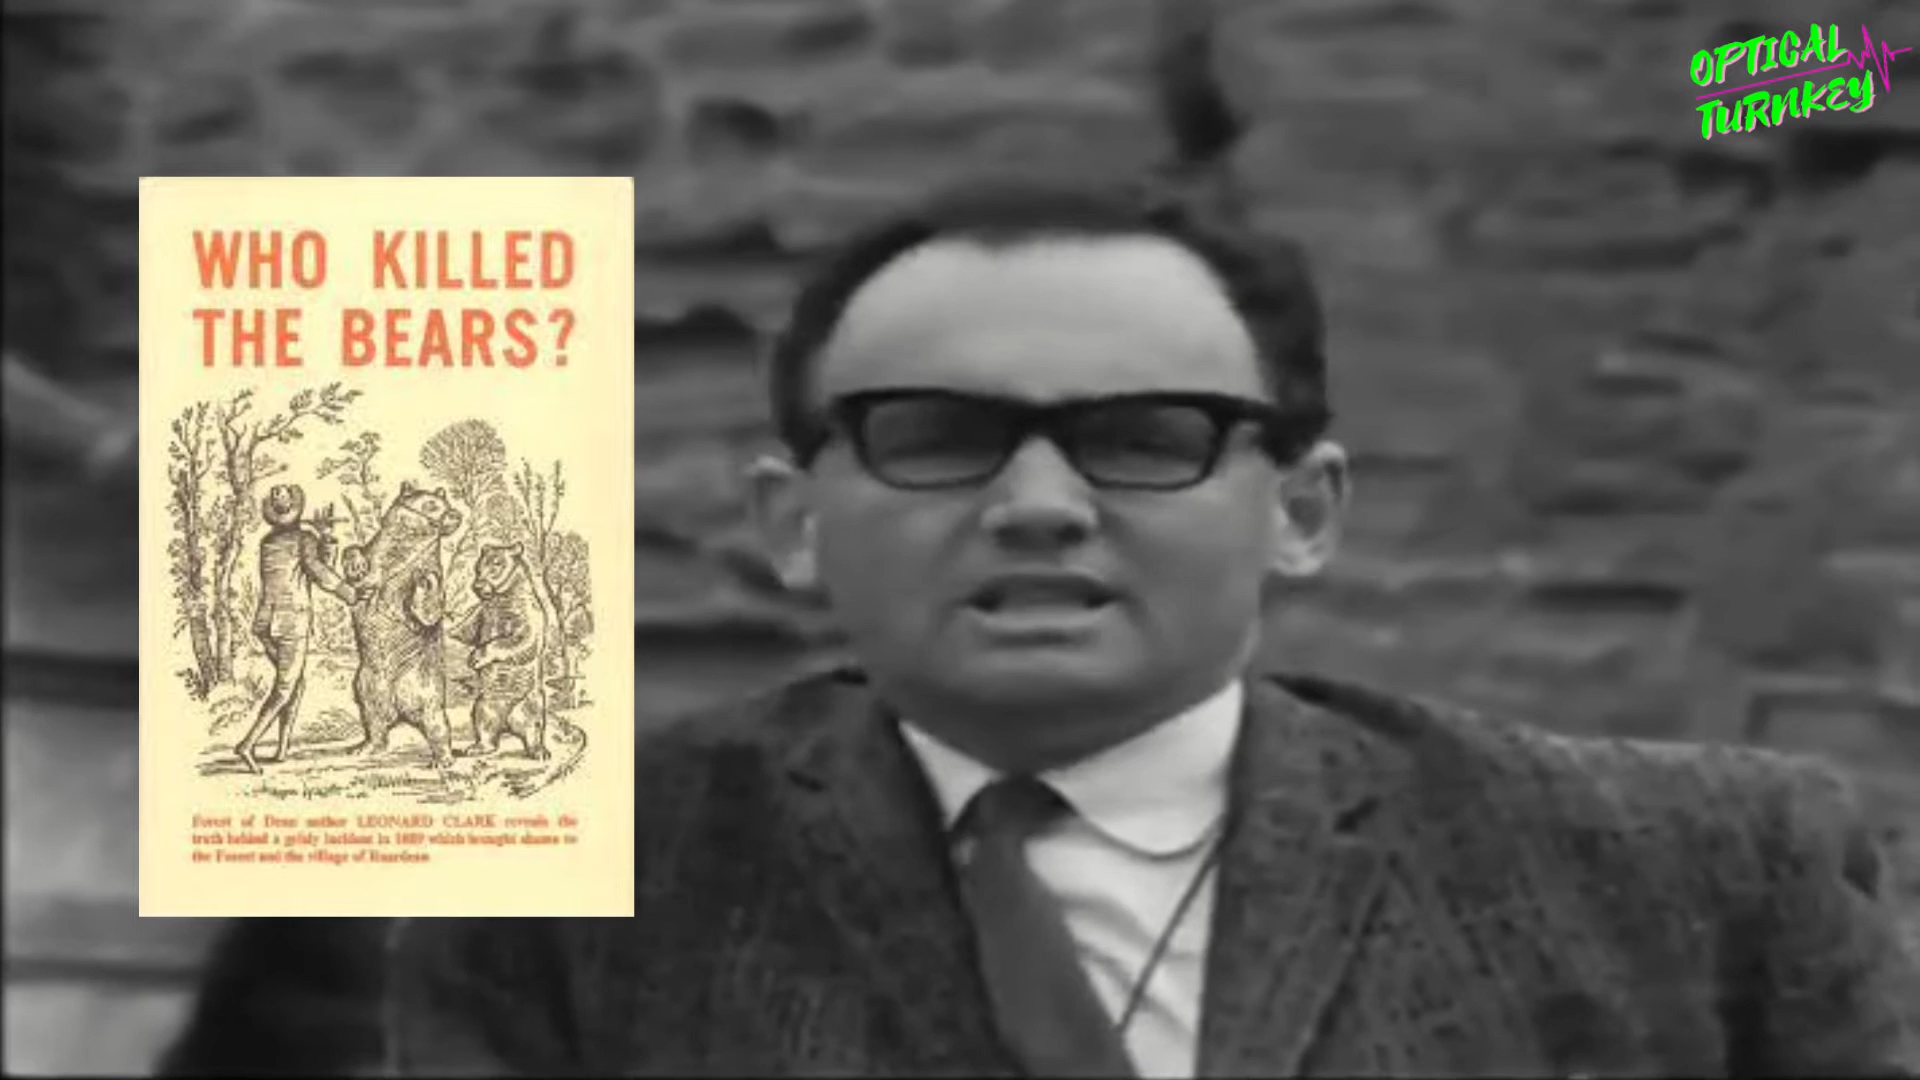 OPTICAL
TURNKEY
WHO KILLED
THE BEARS?
Forest of Dean author LEONARD CLARK reveals the
truth behind a grisly incident in 1889 which brought shame to
the Forest and the village of Ruardean